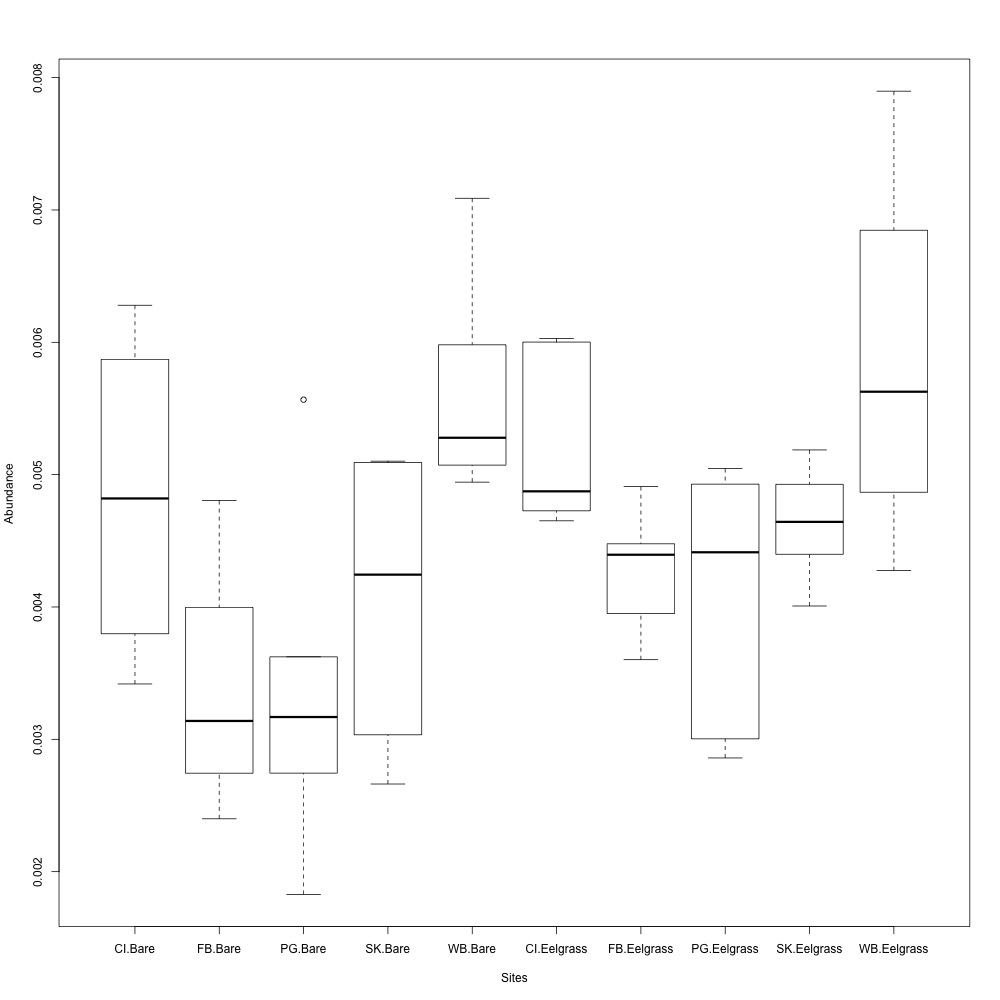 0.008
0.007
0.006
0.005
0.004
0.003
0.002
Abundance
CI.Bare FB.Bare PG.Bare SK.Bare WB.Bare CI.Eelgrass FB.Eelgrass PG.Eelgrass SK.Eelgrass WB.Eelgrass
Sites